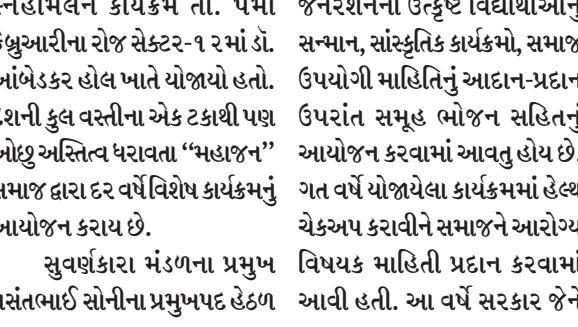 સ્નેહમિલન કાર્યક્રમ તા. ૫મી
ફેબ્રુઆરીના રોજ સેક્ટર-૧ ૨માં ડૉ.
આંબેડકર હોલ ખાતે યોજાયો હતો.
દેશની કુલ વસ્તીના એક ટકાથી પણ
ઓછુ અસ્તિત્વ ધરાવતા “મહાજન”
સમાજ દ્વારા દર વર્ષે વિશેષ કાર્યક્રમનું
આયોજન કરાય છે.
સુવર્ણકારા મંડળના પ્રમુખ
વસંતભાઈ સોનીના પ્રમુખપદ હેઠળ
જનરેશનના ઉત્કૃષ્ટ વિદ્યાર્થીઓનું
સન્માન, સાંસ્કૃતિક કાર્યક્રમો, સમાજ
ઉપયોગી માહિતિનું આદાન-પ્રદાન
ઉપરાંત સમૂહ ભોજન સહિતનું
આયોજન કરવામાં આવતુ હોય છે.
ગત વર્ષે યોજાયેલા કાર્યક્રમમાં હેલ્થ
ચેકઅપ કરાવીને સમાજને આરોગ્ય
વિષયક માહિતી પ્રદાન કરવામાં
આવી હતી. આ વર્ષે સરકાર જેને